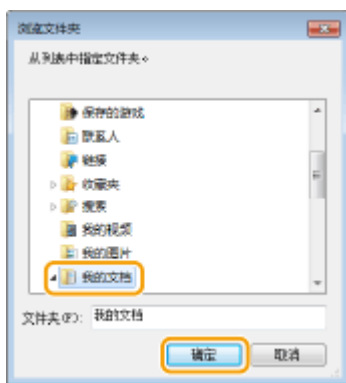 浏览文件夹
从列表中指定文件夹。
保存的游戏
联系人
链接
收藏夹
搜索
我的视频
我的图片
我的文档
文件夹(F): 我的文档
确定 取消